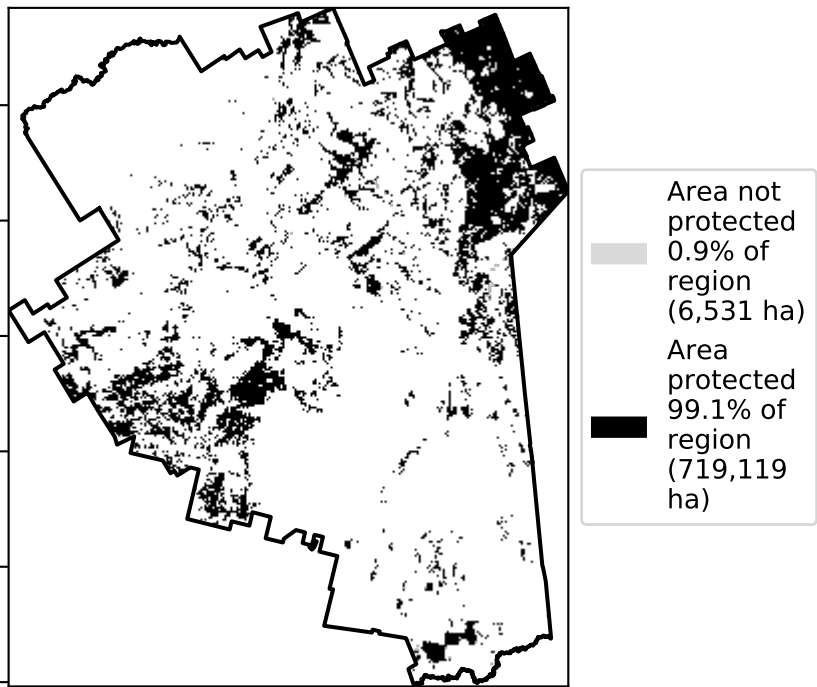 Area not
protected
0.9% of
region
(6,531 ha)
Area
protected
99.1% of
region
(719,119
ha)